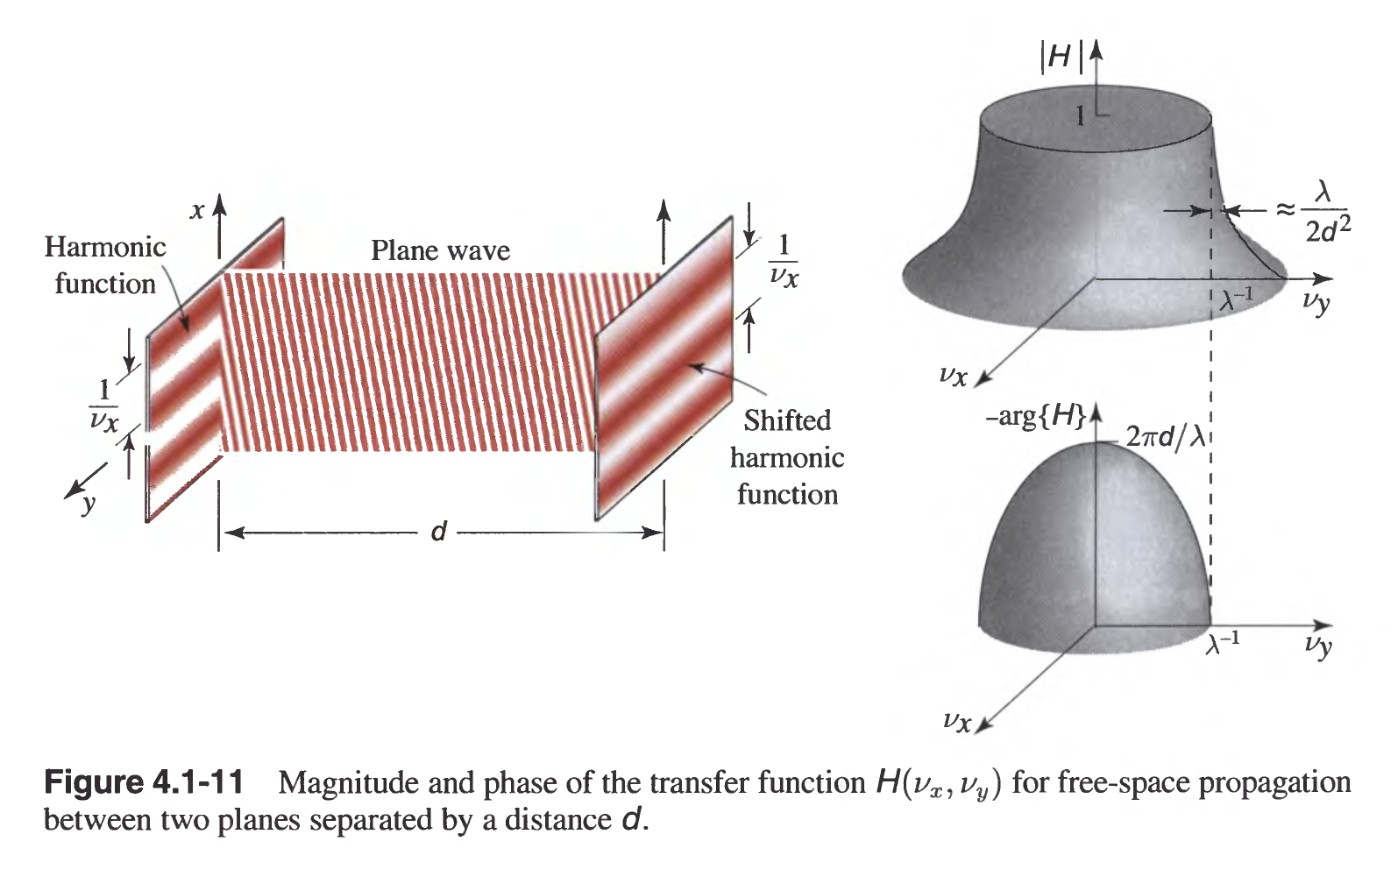 x
Harmonic
function
Plane wave
1
νx
1
νx
y
d
Shifted
harmonic
function
|H|
1
≈ λ
2d²
λ⁻¹
νy
νx
-arg{H}
2πd/λ
λ⁻¹
νy
νx
Figure 4.1-11 Magnitude and phase of the transfer function H(νx, νy) for free-space propagation
between two planes separated by a distance d.